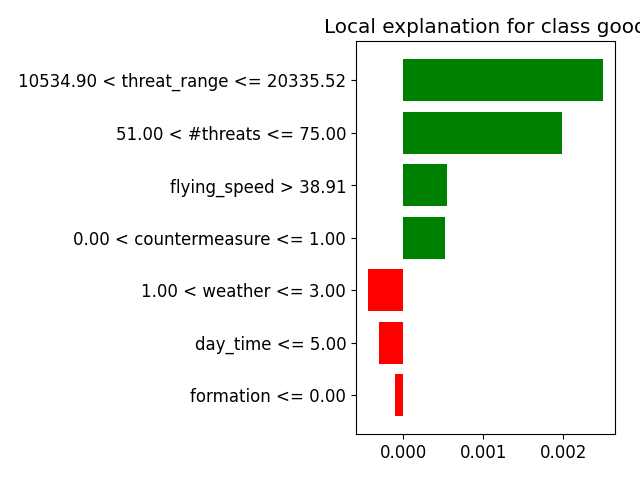 Local explanation for class good
10534.90 < threat_range <= 20335.52
51.00 < #threats <= 75.00
flying_speed > 38.91
0.00 < countermeasure <= 1.00
1.00 < weather <= 3.00
day_time <= 5.00
formation <= 0.00
0.000 0.001 0.002